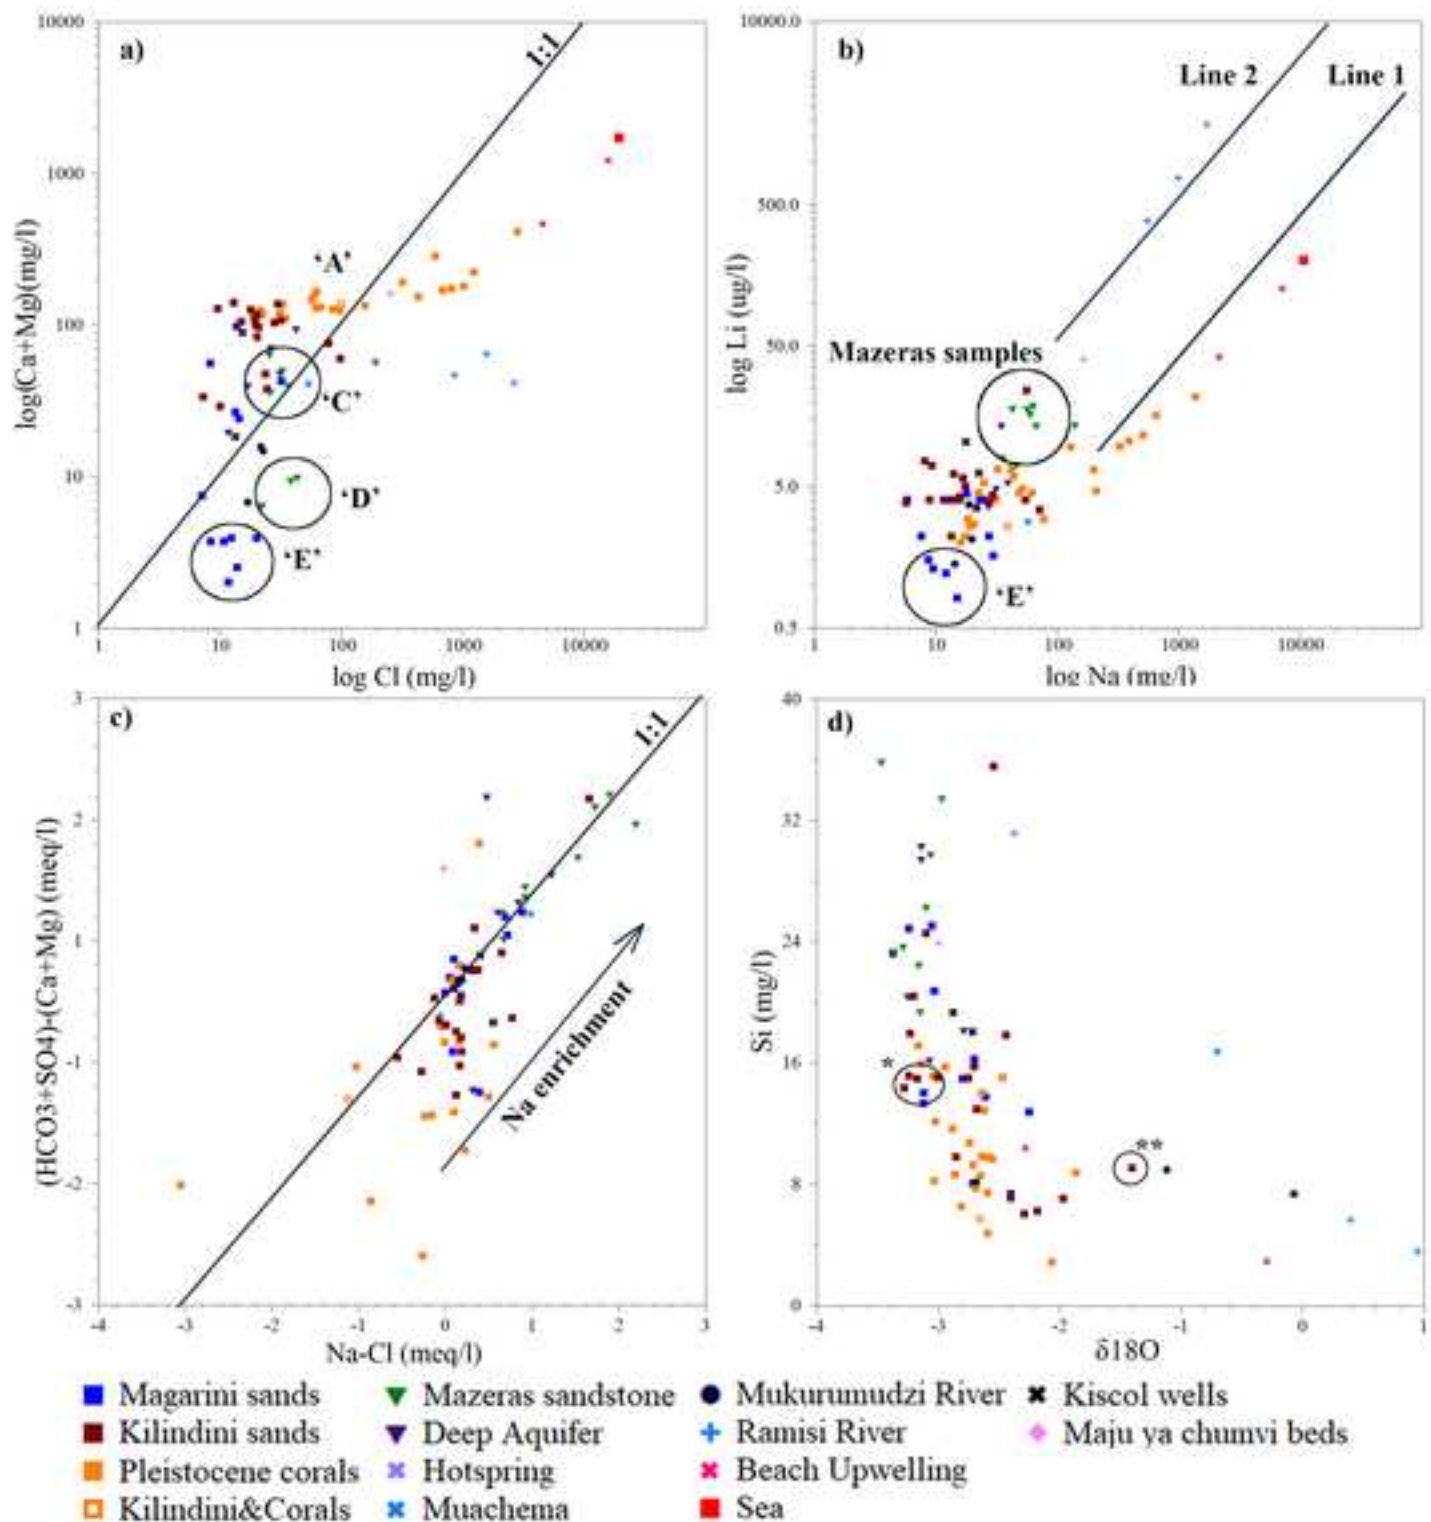 a)
1:1
10000
1000
100
10
1
log(Ca+Mg)(mg/l)
'A'
'C'
'D'
'E'
1
10
100
1000
10000
log Cl (mg/l)
b)
Line 2
Line 1
10000.0
500.0
50.0
5.0
log Li (ug/l)
Mazeras samples
'E'
1
10
100
1000
10000
log Na (mg/l)
c)
1:1
3
2
1
-1
-2
-3
(HCO3+SO4)-(Ca+Mg) (meq/l)
Na enrichment
-4
-3
-2
-1
0
1
2
3
Na-Cl (meq/l)
d)
40
32
24
16
8
0
Si (mg/l)
*
**
-4
-3
-2
-1
0
1
δ18O
Magarini sands
Mazeras sandstone
Mukurumudzi River
Kiscol wells
Kilindini sands
Deep Aquifer
Ramisi River
Maju ya chumvi beds
Pleistocene corals
Hotspring
Beach Upwelling
Kilindini&Corals
Muachema
Sea